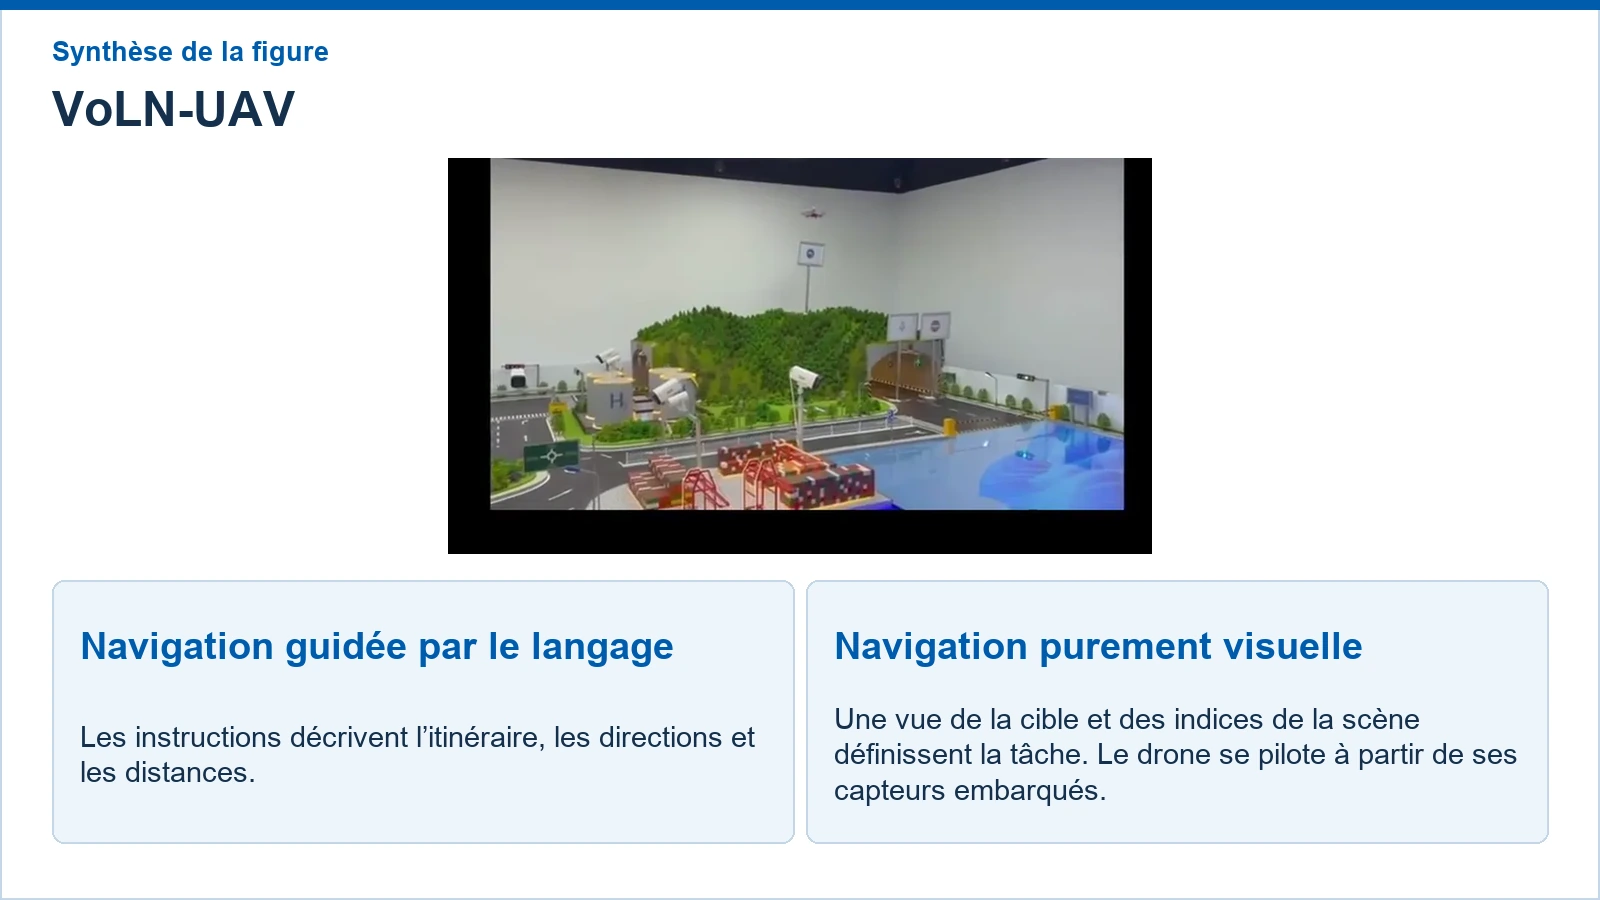 Synthèse de la figure
VoLN-UAV
H₂
Navigation guidée par le langage
Les instructions décrivent l’itinéraire, les directions et
les distances.
Navigation purement visuelle
Une vue de la cible et des indices de la scène
définissent la tâche. Le drone se pilote à partir de ses
capteurs embarqués.